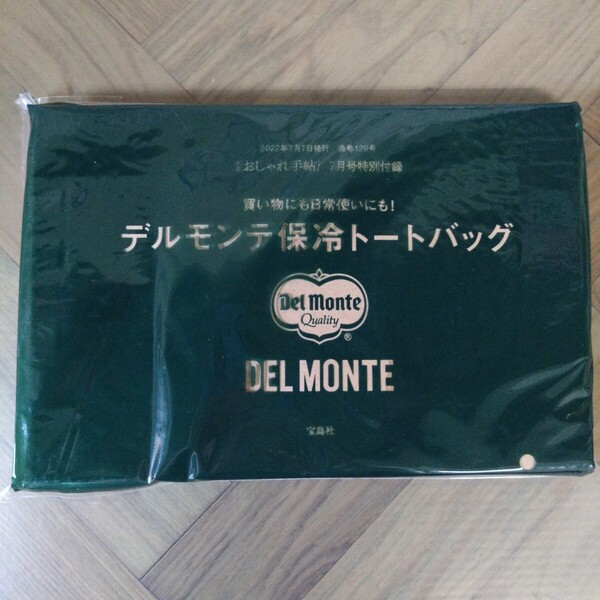 2022年7月7日発行 通巻129号
おしゃれ手帖 7月号特別付録
買い物にも日常使いにも!
デルモンテ保冷トートバッグ
Del Monte
Quality
®
DEL MONTE
宝島社